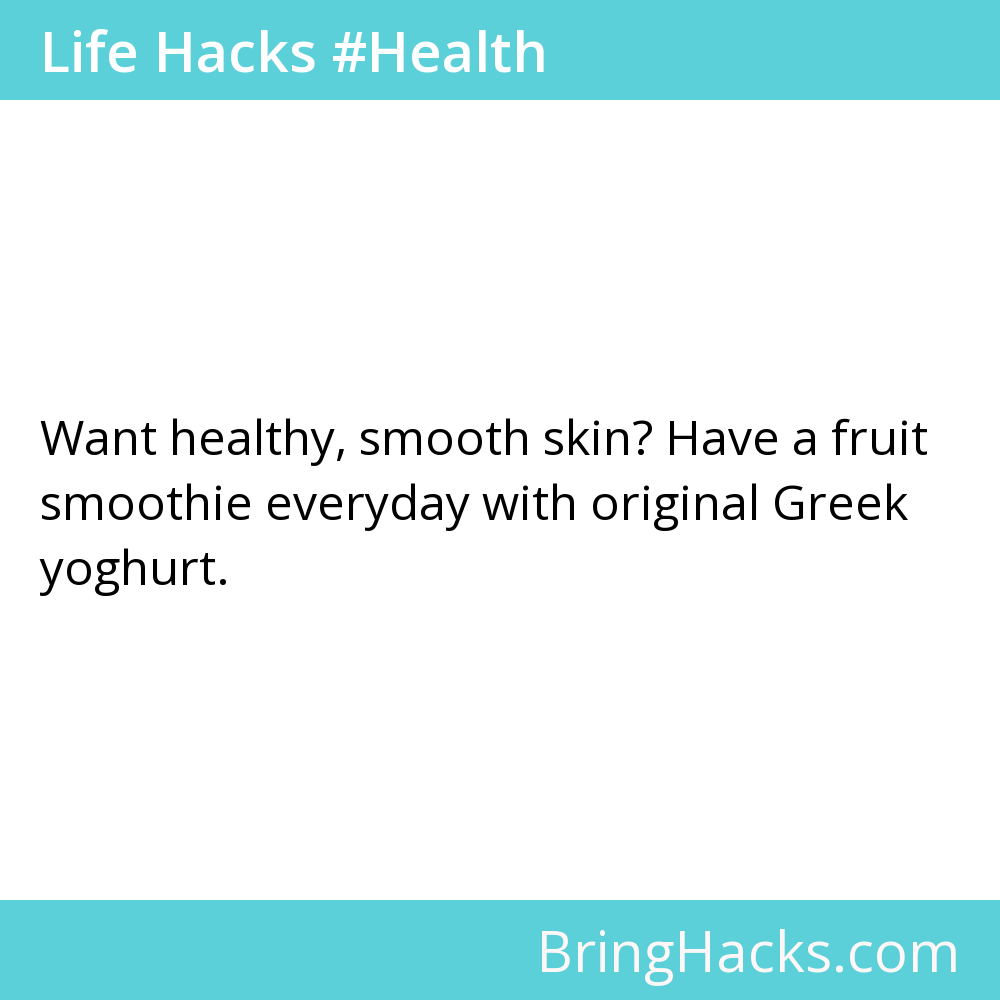 Life Hacks #Health
Want healthy, smooth skin? Have a fruit
smoothie everyday with original Greek
yoghurt.
BringHacks.com